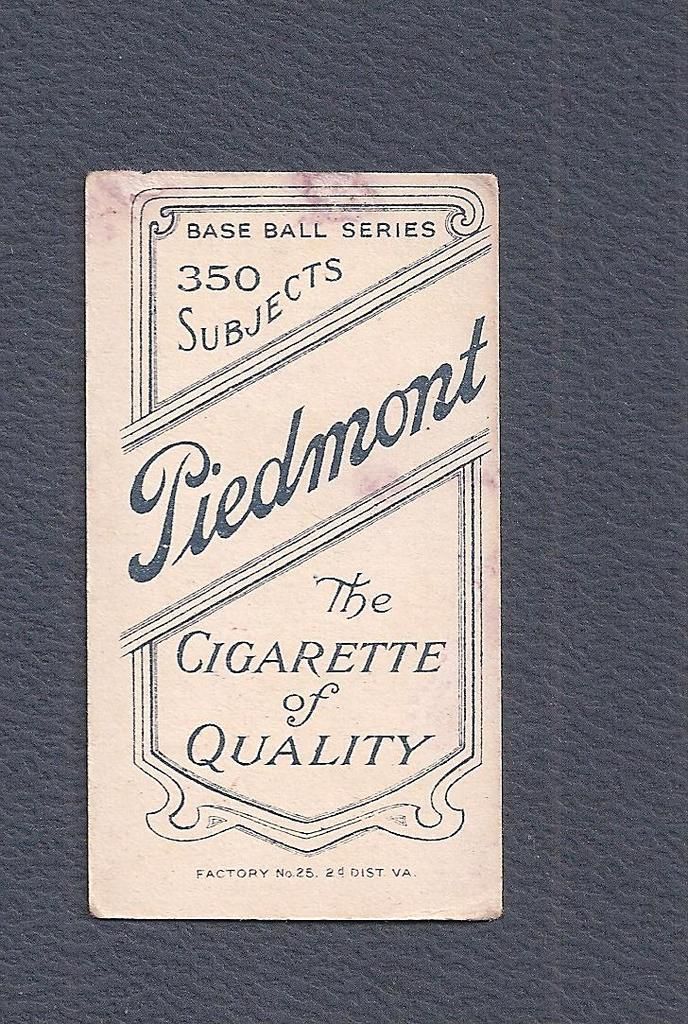 BASE BALL SERIES
350
SUBJECTS
Piedmont
The
CIGARETTE
of
QUALITY
FACTORY No. 25. 2d DIST. VA.